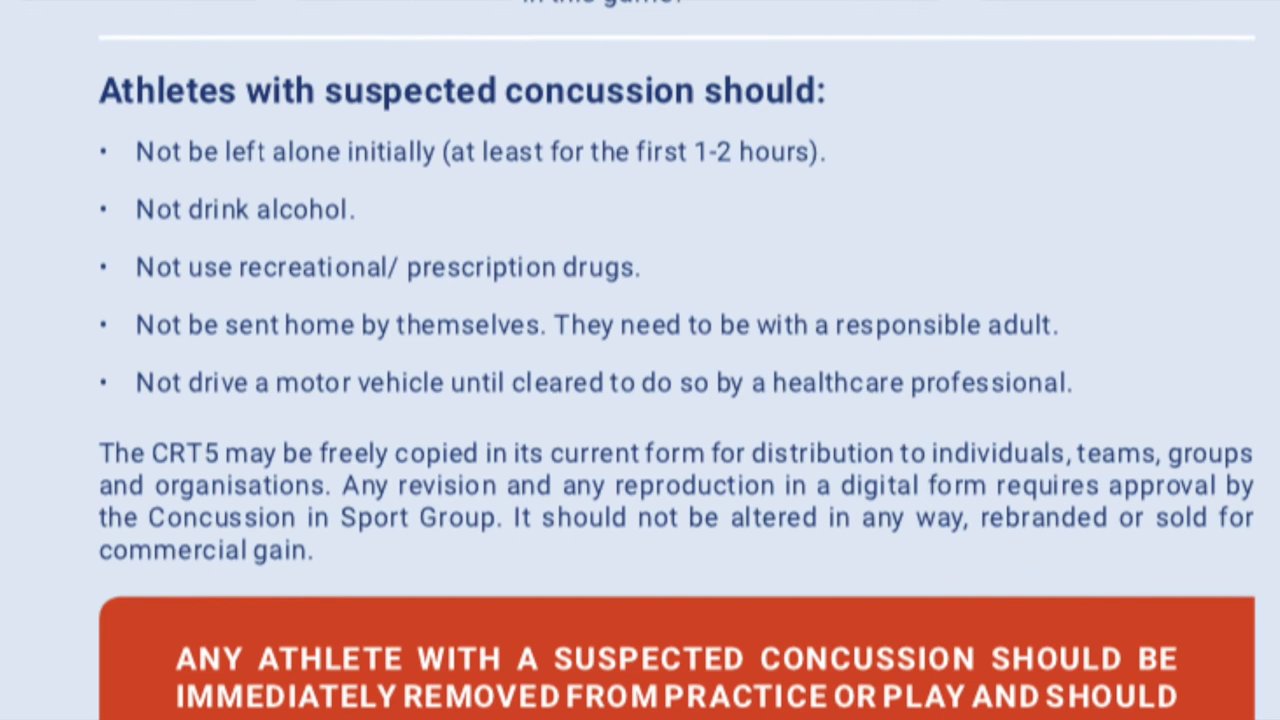 in this game?
Athletes with suspected concussion should:
• Not be left alone initially (at least for the first 1-2 hours).
• Not drink alcohol.
• Not use recreational/ prescription drugs.
• Not be sent home by themselves. They need to be with a responsible adult.
• Not drive a motor vehicle until cleared to do so by a healthcare professional.
The CRT5 may be freely copied in its current form for distribution to individuals, teams, groups
and organisations. Any revision and any reproduction in a digital form requires approval by
the Concussion in Sport Group. It should not be altered in any way, rebranded or sold for
commercial gain.
ANY ATHLETE WITH A SUSPECTED CONCUSSION SHOULD BE
IMMEDIATELY REMOVED FROM PRACTICE OR PLAY AND SHOULD